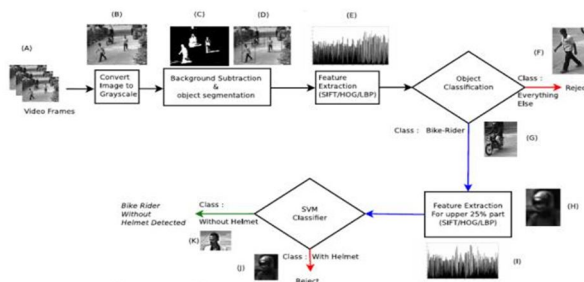 (A)
(B)
(C)
(D)
(E)
(F)
Video Frames
Convert
Image to
Grayscale
Background Subtraction
&
object segmentation
Feature
Extraction
(SIFT/HOG/LBP)
Object
Classification
Class :
Everything
Else
Reject
Class : Bike-Rider
(G)
Feature Extraction
For upper 25% part
(SIFT/HOG/LBP)
(H)
(I)
SVM
Classifier
Class :
Without Helmet
Bike Rider
Without
Helmet Detected
(K)
(J)
Class : With Helmet
Reject